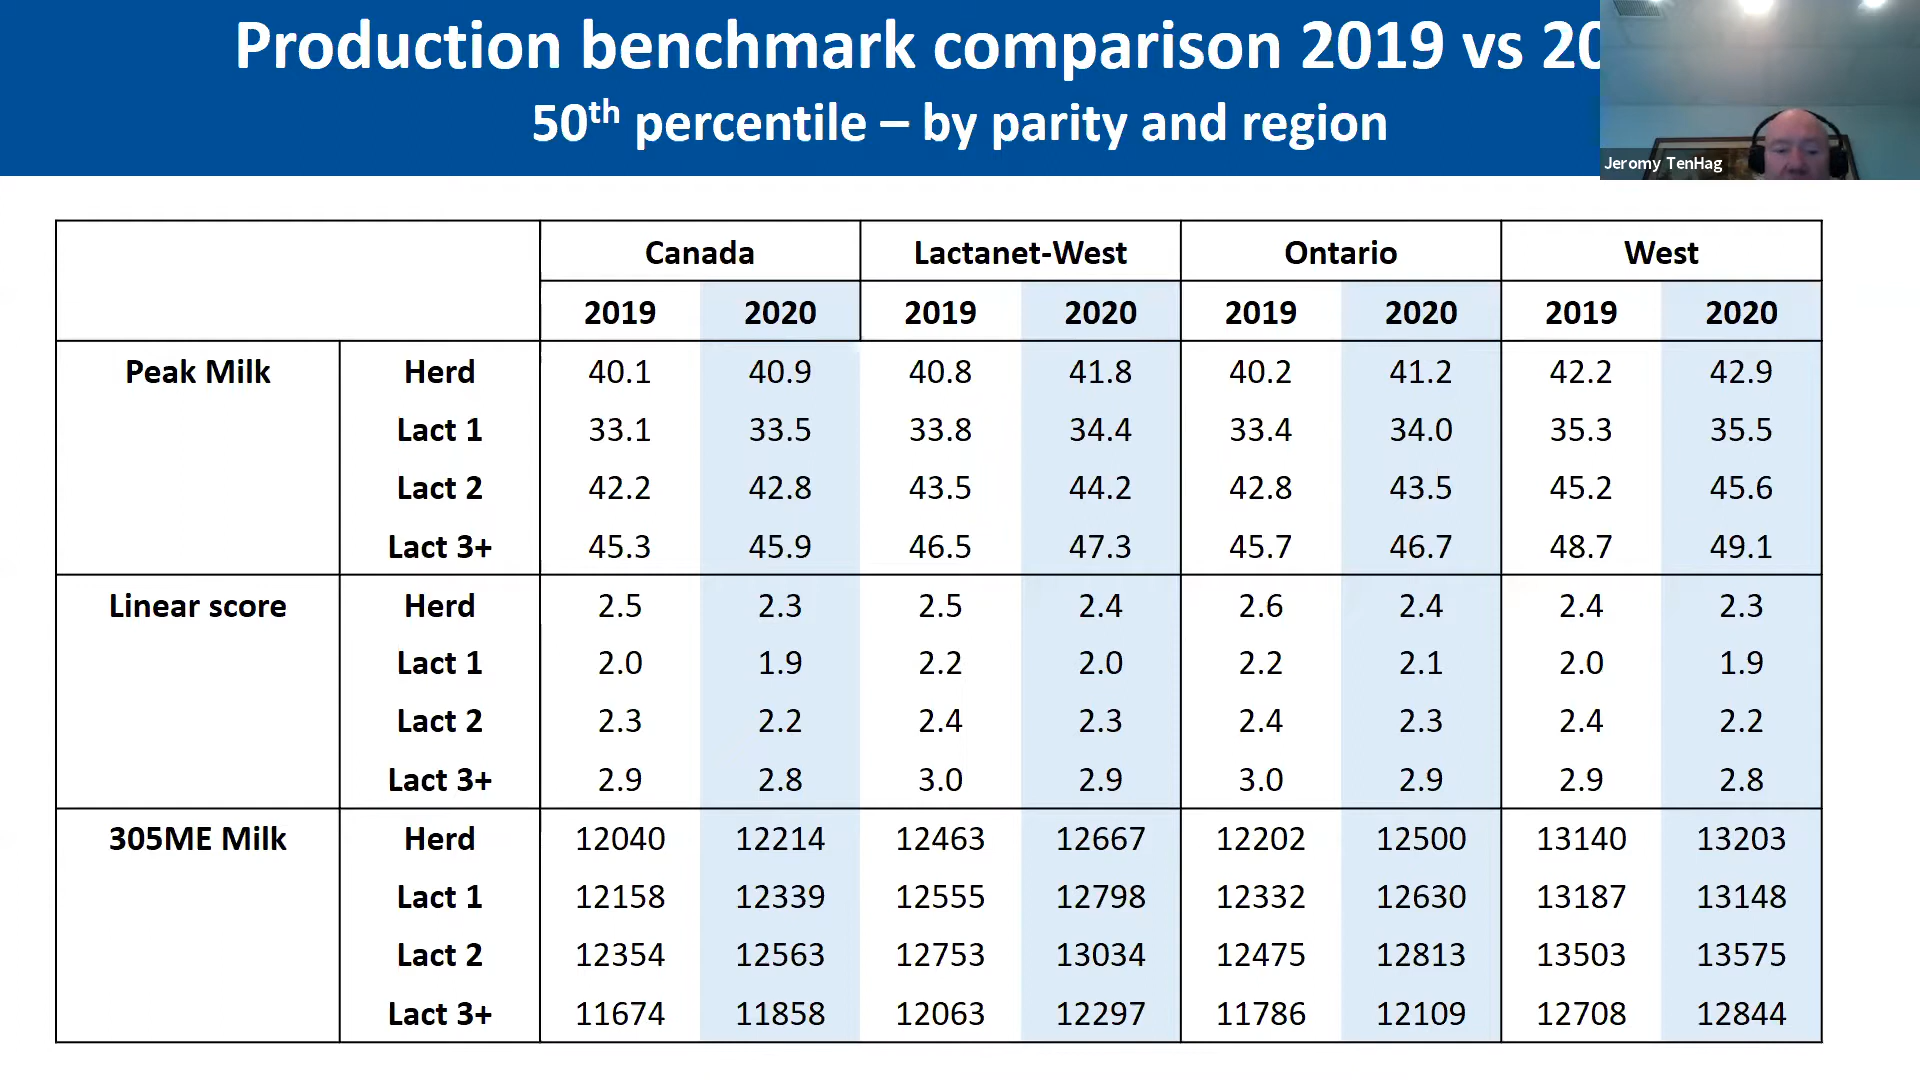 Production benchmark comparison 2019 vs 20
50th percentile – by parity and region
Jeromy TenHag
Canada Lactanet-West Ontario West
2019 2020 2019 2020 2019 2020 2019 2020
Peak Milk Herd 40.1 40.9 40.8 41.8 40.2 41.2 42.2 42.9
Lact 1 33.1 33.5 33.8 34.4 33.4 34.0 35.3 35.5
Lact 2 42.2 42.8 43.5 44.2 42.8 43.5 45.2 45.6
Lact 3+ 45.3 45.9 46.5 47.3 45.7 46.7 48.7 49.1
Linear score Herd 2.5 2.3 2.5 2.4 2.6 2.4 2.4 2.3
Lact 1 2.0 1.9 2.2 2.0 2.2 2.1 2.0 1.9
Lact 2 2.3 2.2 2.4 2.3 2.4 2.3 2.4 2.2
Lact 3+ 2.9 2.8 3.0 2.9 3.0 2.9 2.9 2.8
305ME Milk Herd 12040 12214 12463 12667 12202 12500 13140 13203
Lact 1 12158 12339 12555 12798 12332 12630 13187 13148
Lact 2 12354 12563 12753 13034 12475 12813 13503 13575
Lact 3+ 11674 11858 12063 12297 11786 12109 12708 12844